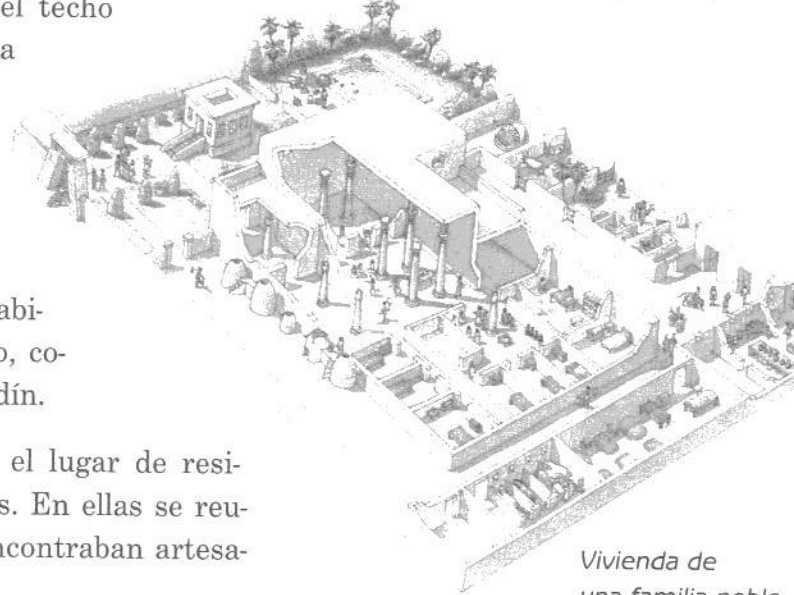 el techo
a
abi-
o, co-
dín.
el lugar de resi-
s. En ellas se reu-
ncontraban artesa-
Vivienda de
una familia noble